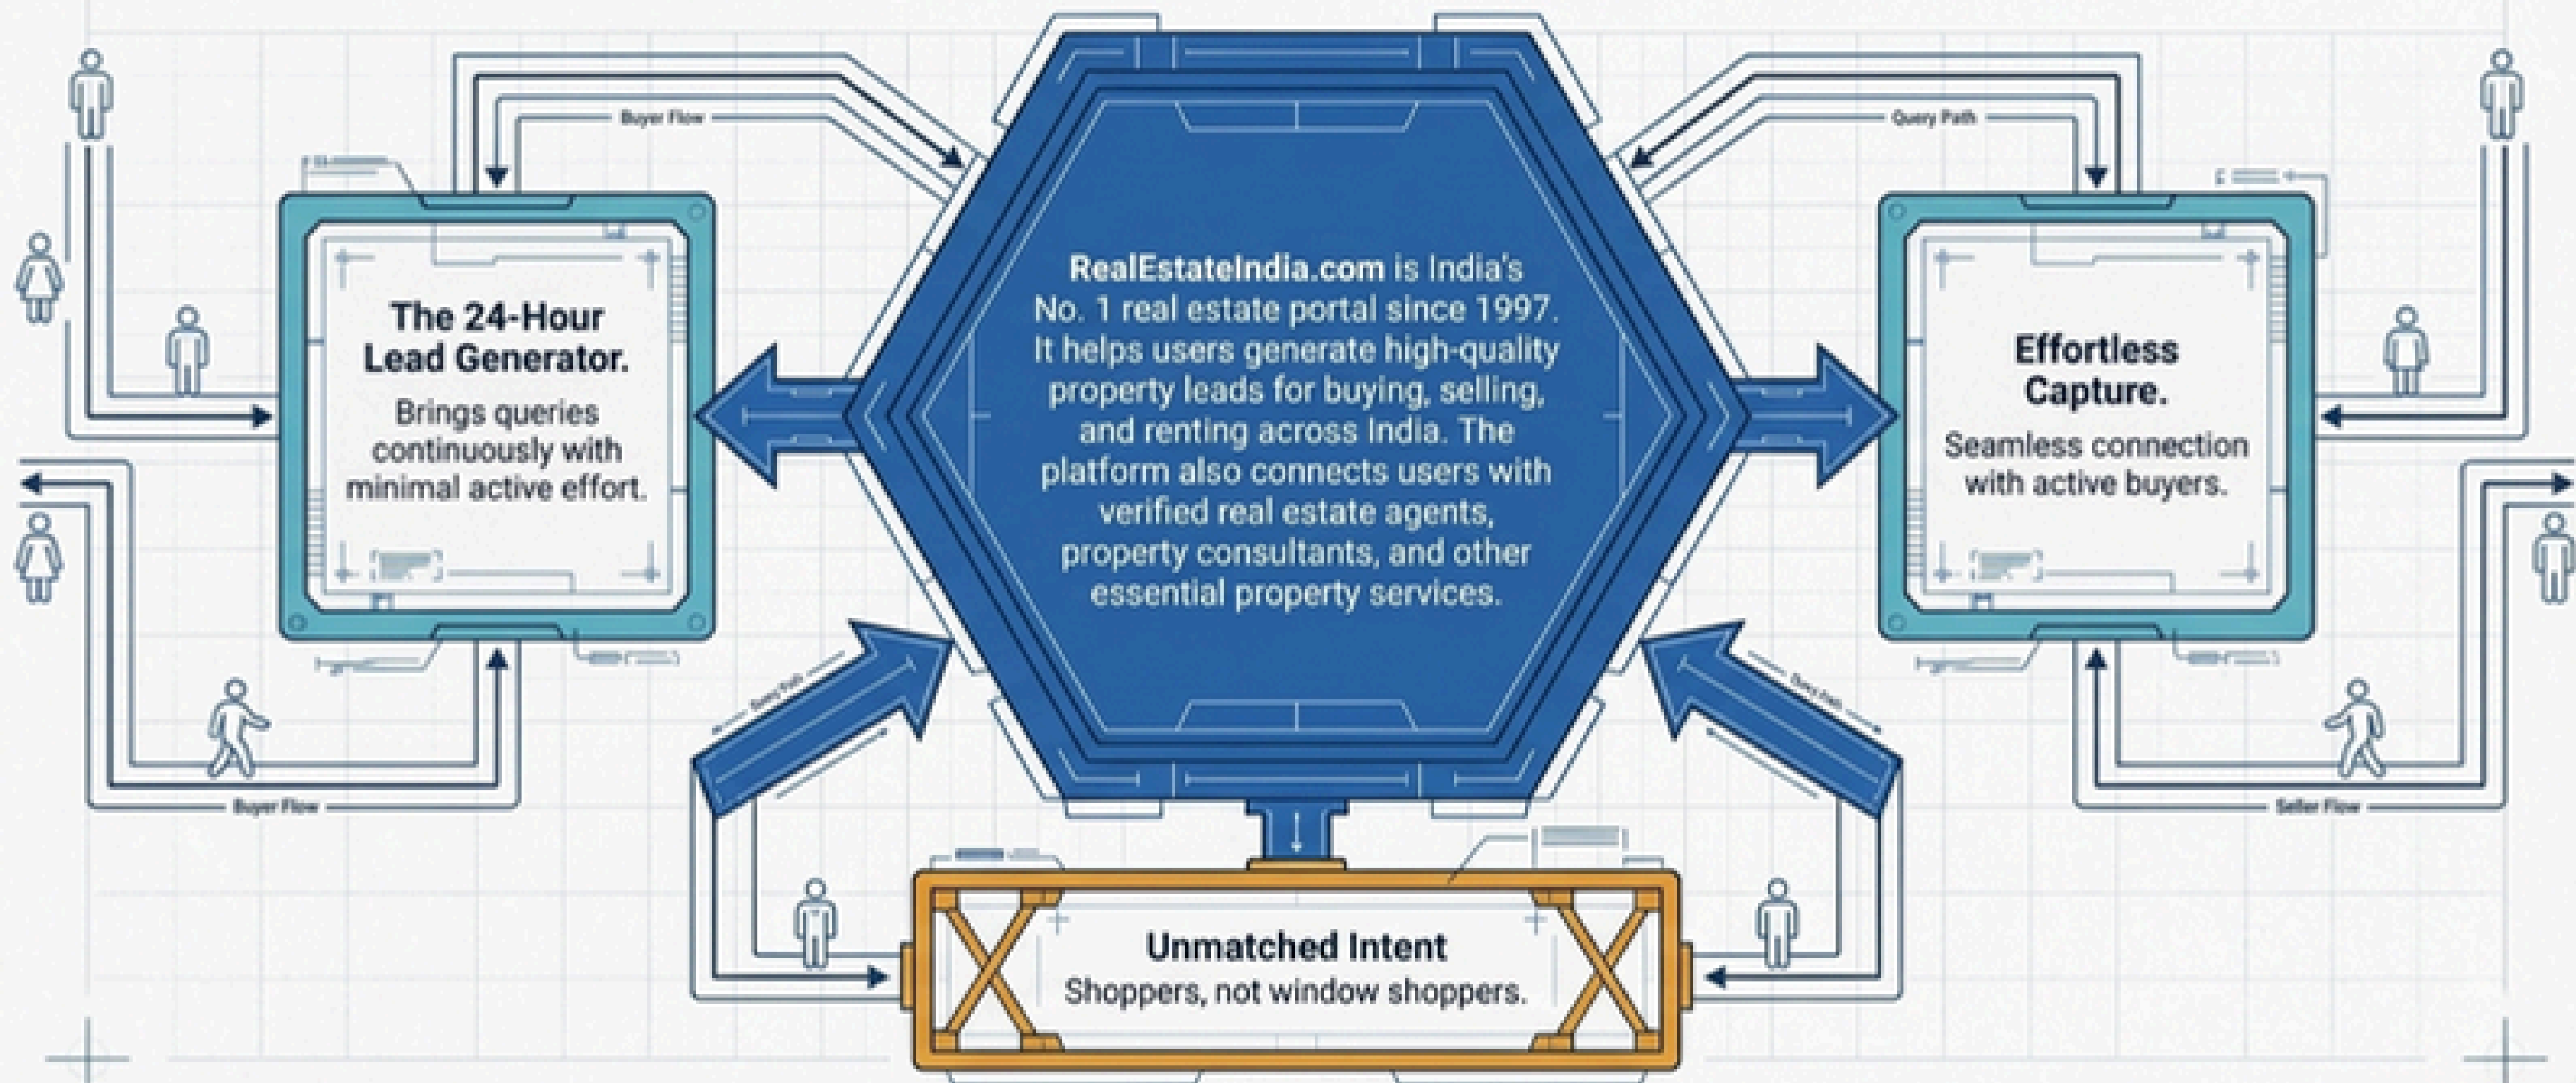 Buyer Flow
Query Path
The 24-Hour
Lead Generator.
Brings queries
continuously with
minimal active effort.
RealEstateIndia.com is India's
No. 1 real estate portal since 1997.
It helps users generate high-quality
property leads for buying, selling,
and renting across India. The
platform also connects users with
verified real estate agents,
property consultants, and other
essential property services.
Effortless
Capture.
Seamless connection
with active buyers.
Buyer Flow
Seller Flow
Unmatched Intent
Shoppers, not window shoppers.